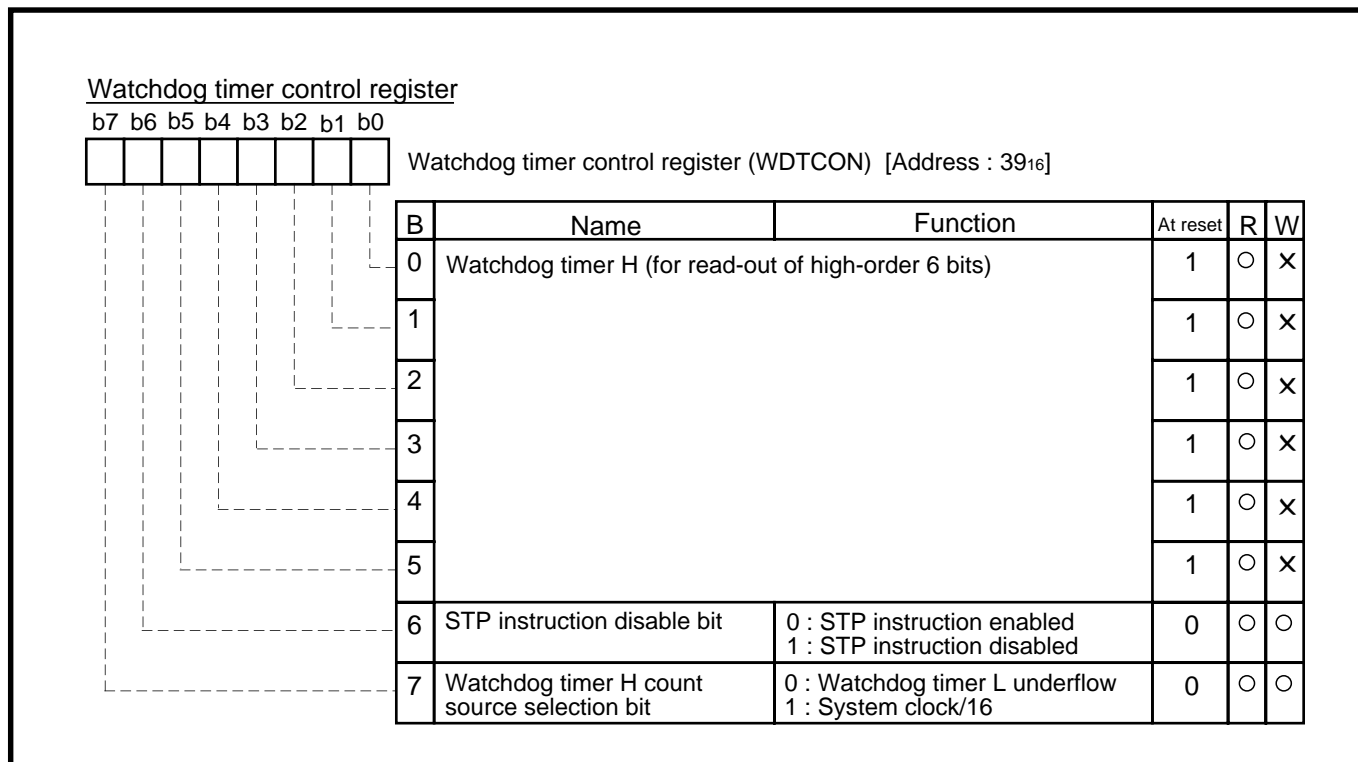 Watchdog timer control register
b7 b6 b5 b4 b3 b2 b1 b0
Watchdog timer control register (WDTCON) [Address : 3916]
B Name Function At reset R W
0 Watchdog timer H (for read-out of high-order 6 bits) 1 ○ ×
1 1 ○ ×
2 1 ○ ×
3 1 ○ ×
4 1 ○ ×
5 1 ○ ×
6 STP instruction disable bit 0 : STP instruction enabled 0 ○ ○
1 : STP instruction disabled
7 Watchdog timer H count 0 : Watchdog timer L underflow 0 ○ ○
source selection bit 1 : System clock/16